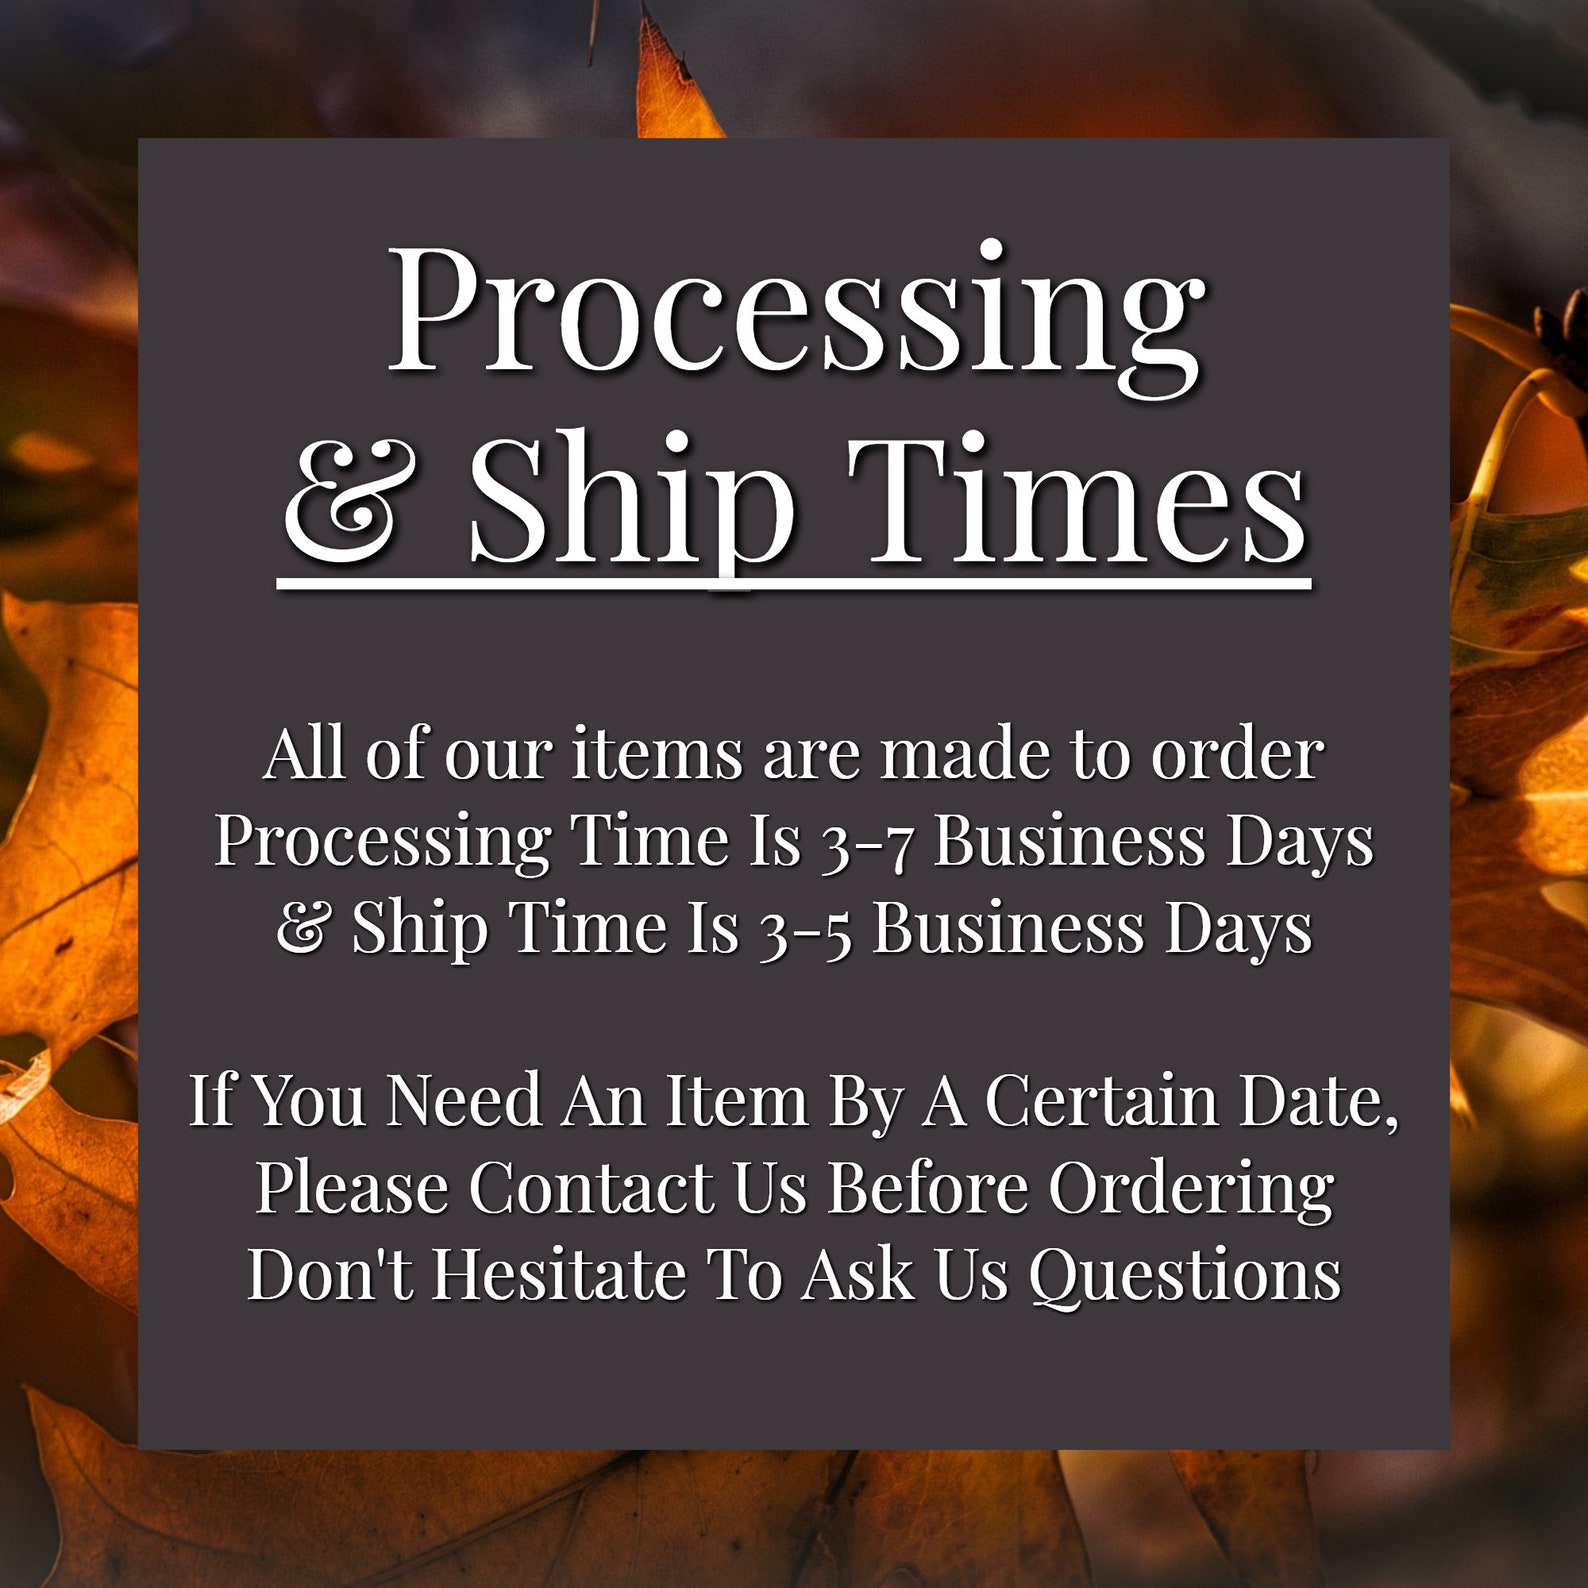 Processing
& Ship Times
All of our items are made to order
Processing Time Is 3-7 Business Days
& Ship Time Is 3-5 Business Days
If You Need An Item By A Certain Date,
Please Contact Us Before Ordering
Don't Hesitate To Ask Us Questions